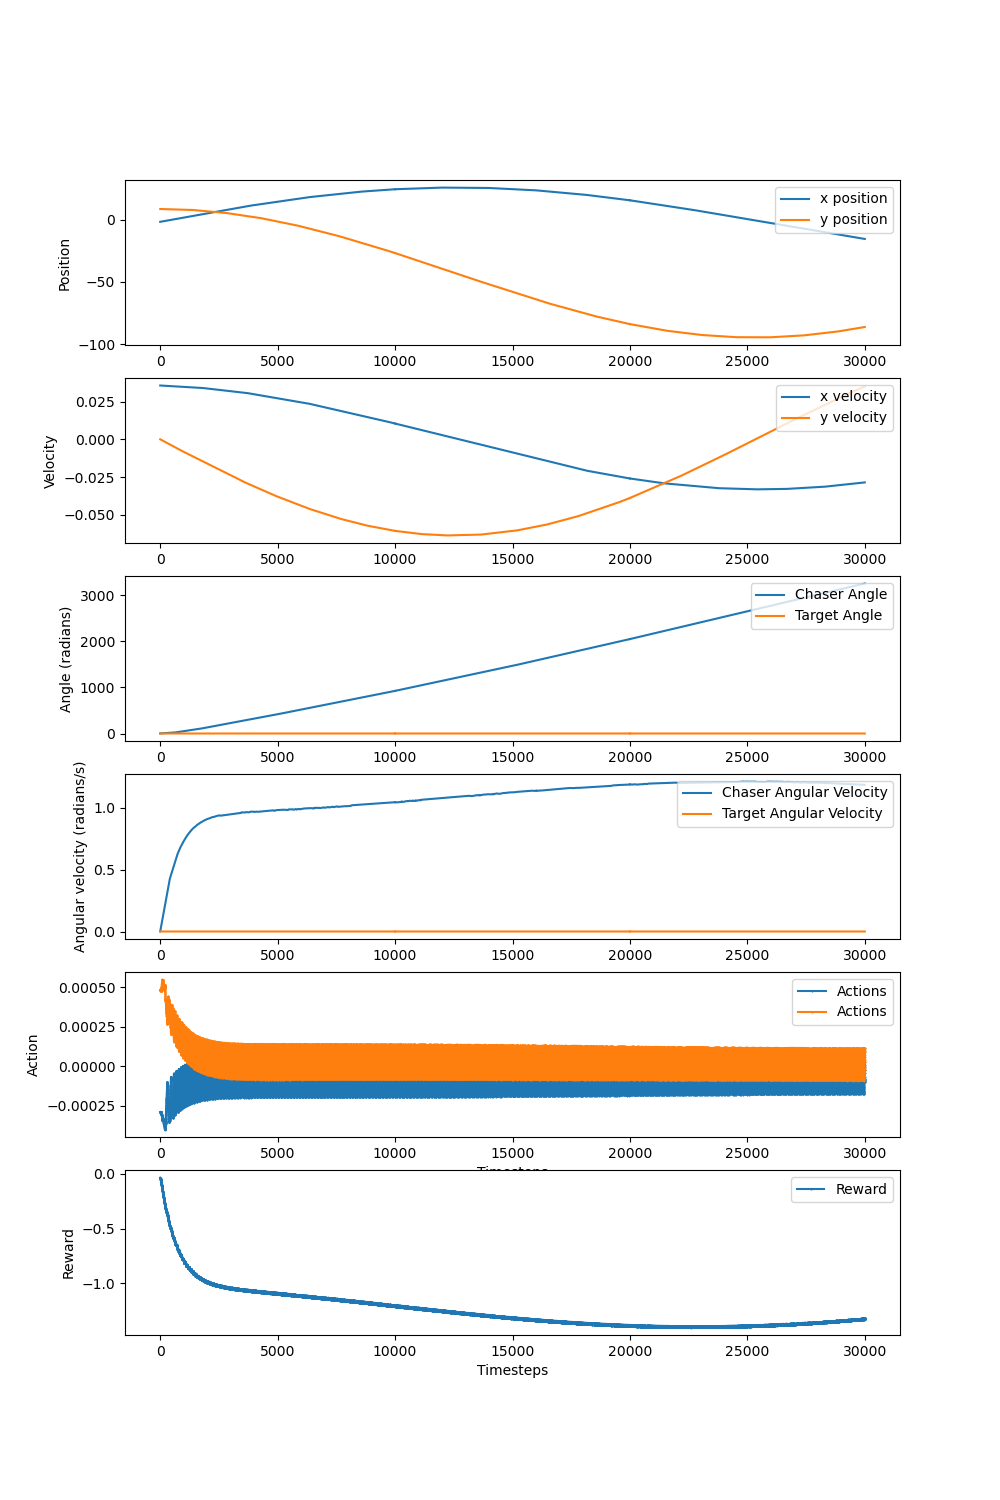 x position
y position
Position
0
−50
−100
0 5000 10000 15000 20000 25000 30000
x velocity
y velocity
Velocity
0.025
0.000
−0.025
−0.050
0 5000 10000 15000 20000 25000 30000
Chaser Angle
Target Angle
Angle (radians)
3000
2000
1000
0
0 5000 10000 15000 20000 25000 30000
Chaser Angular Velocity
Target Angular Velocity
Angular velocity (radians/s)
1.0
0.5
0.0
0 5000 10000 15000 20000 25000 30000
Actions
Actions
Action
0.00050
0.00025
0.00000
−0.00025
0 5000 10000 15000 20000 25000 30000
Timesteps
Reward
Reward
0.0
−0.5
−1.0
0 5000 10000 15000 20000 25000 30000
Timesteps